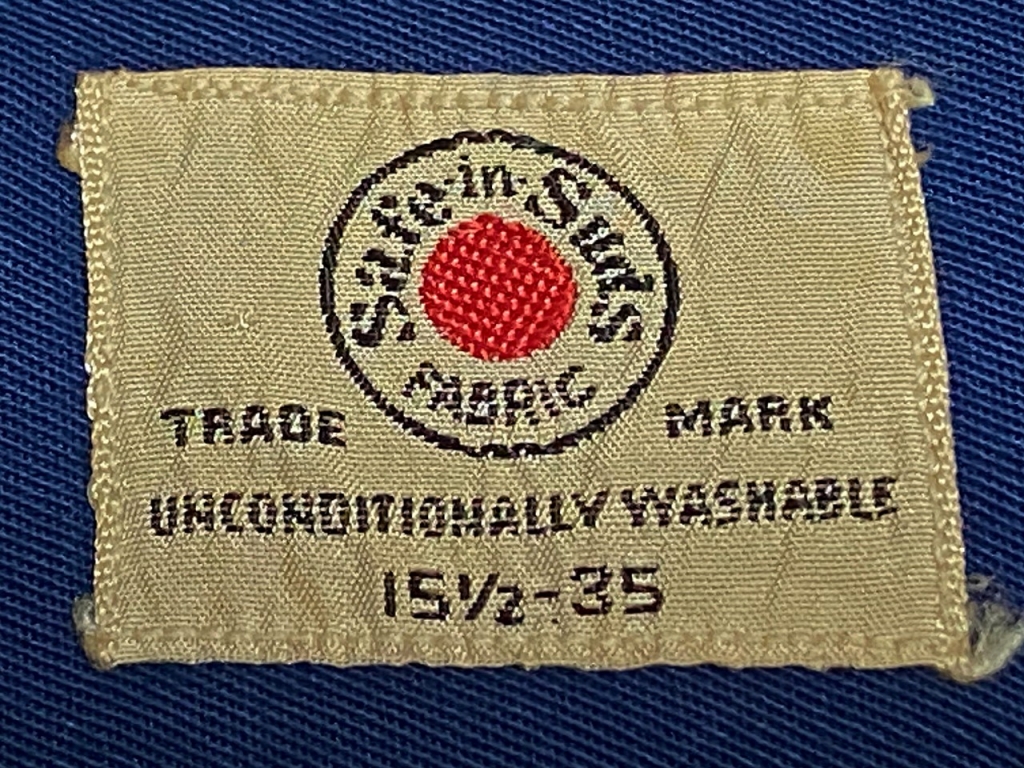 Safe-in-Suds
FABRIC
TRADE MARK
UNCONDITIONALLY WASHABLE
15½-35